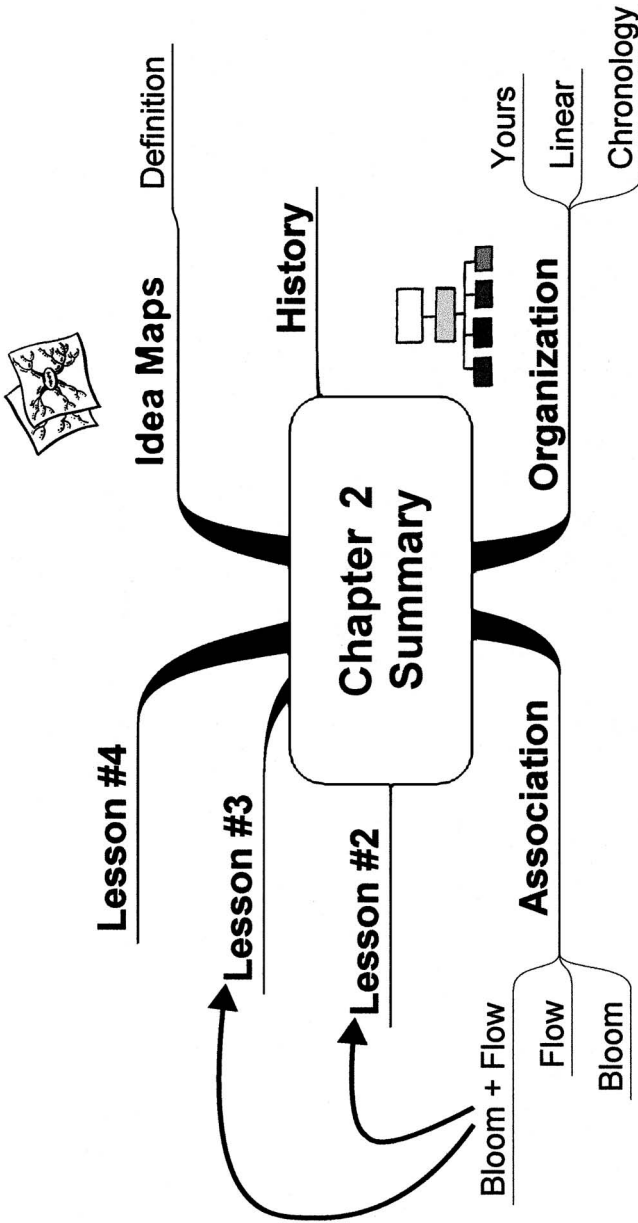 Chapter 2
Summary
Idea Maps
Definition
History
Organization
Yours
Linear
Chronology
Association
Bloom + Flow
Flow
Bloom
Lesson #2
Lesson #3
Lesson #4